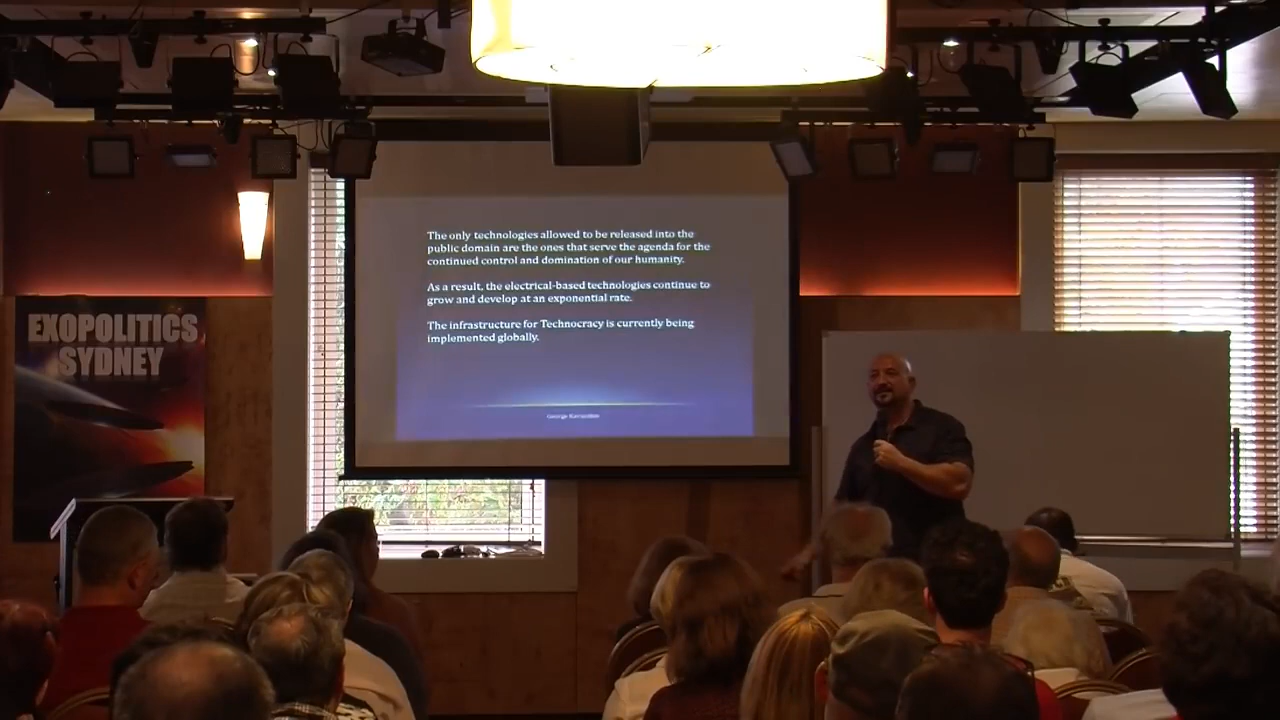 EXOPOLITICS
SYDNEY
The only technologies allowed to be released into the
public domain are the ones that serve the agenda for the
continued control and domination of our humanity.
As a result, the electrical-based technologies continue to
grow and develop at an exponential rate.
The infrastructure for Technocracy is currently being
implemented globally.
George